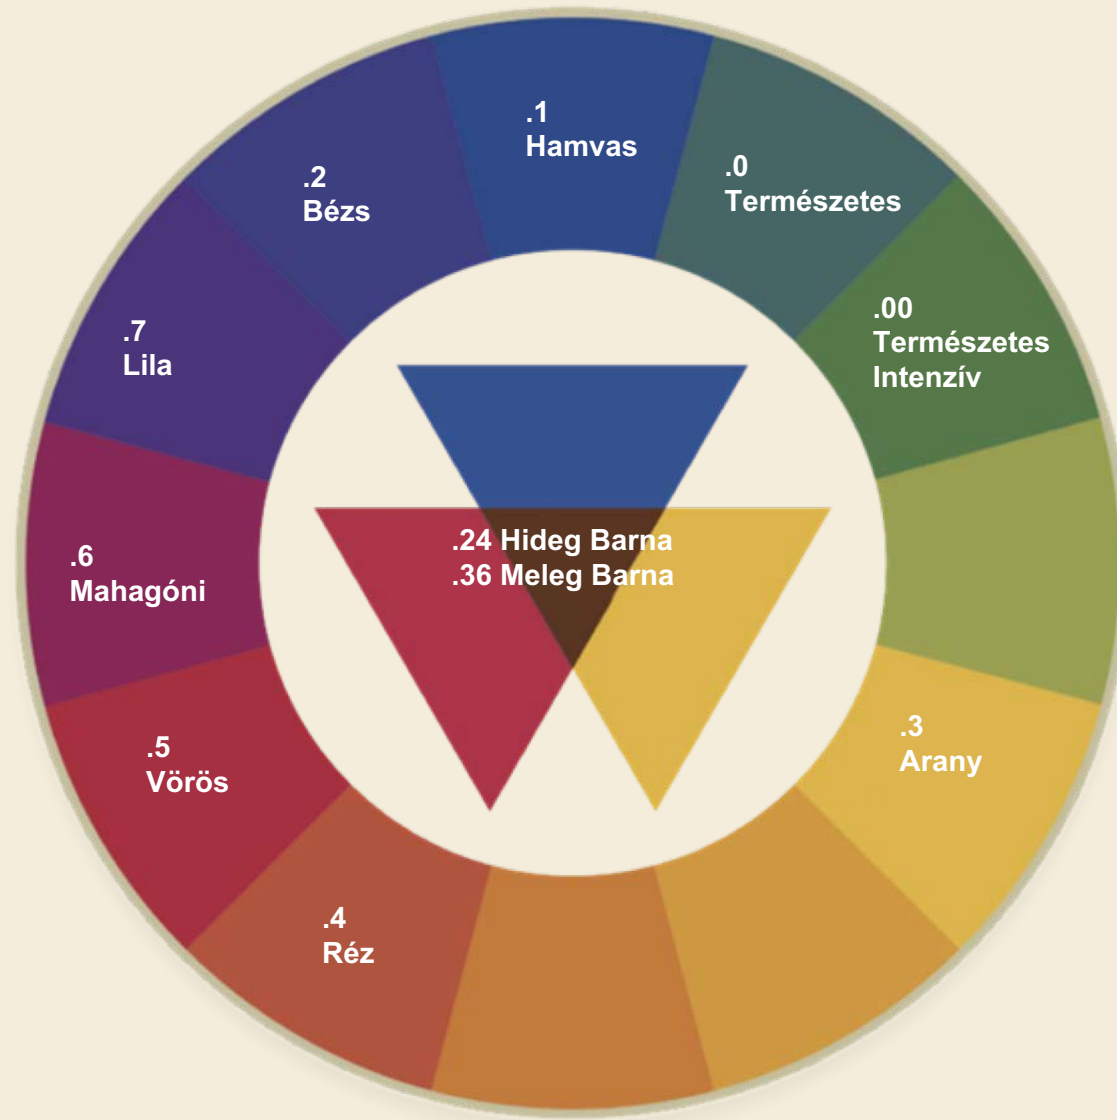 .1
Hamvas
.0
Természetes
.2
Bézs
.00
Természetes
Intenzív
.7
Lila
.24 Hideg Barna
.36 Meleg Barna
.6
Mahagóni
.3
Arany
.5
Vörös
.4
Réz